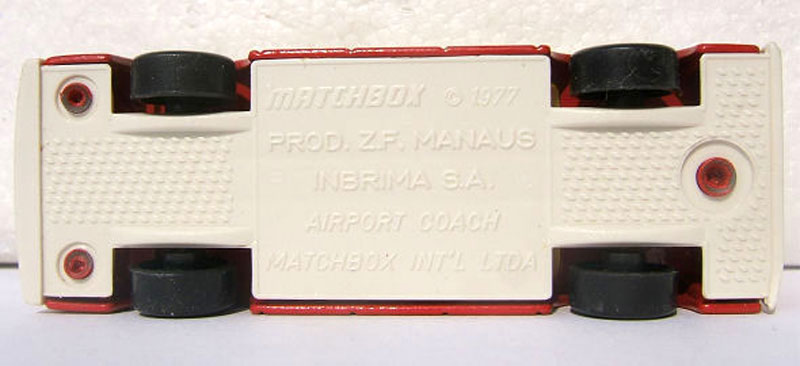 MATCHBOX © 1977
PROD. Z.F. MANAUS
INBRIMA S.A.
AIRPORT COACH
MATCHBOX INT'L LTDA